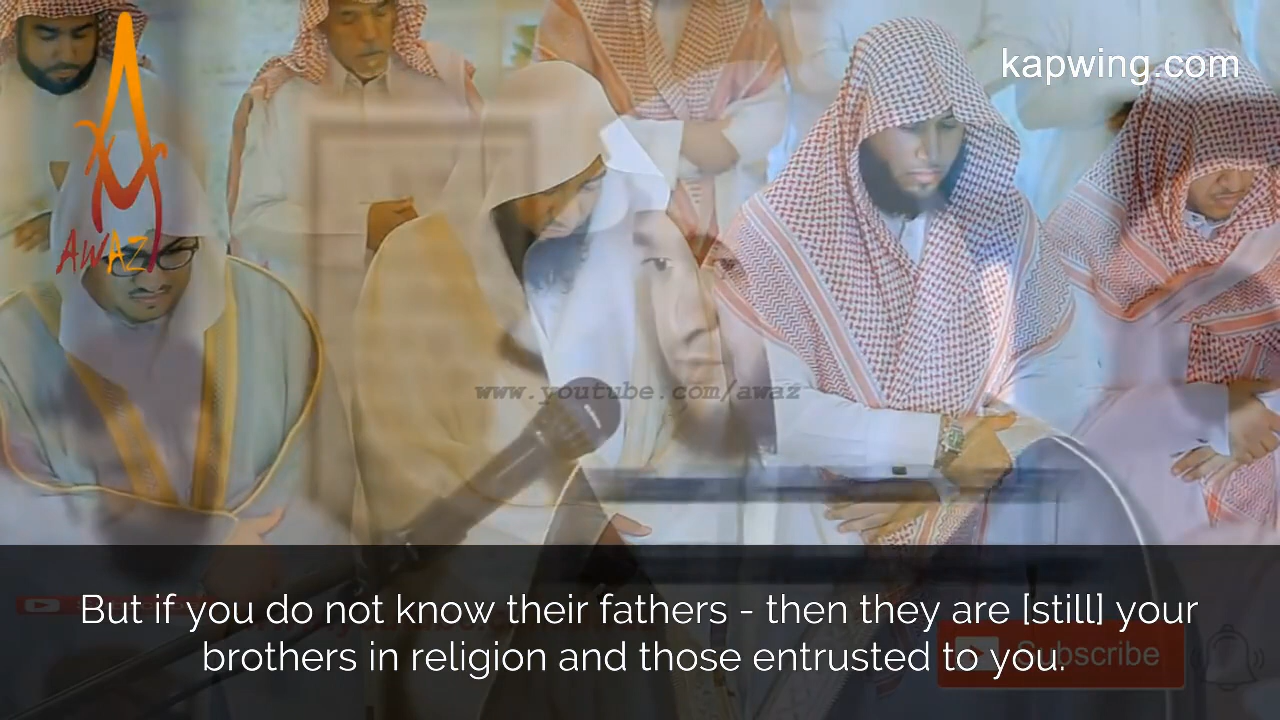 kapwing.com
AWAZ
www.youtube.com/awaz
But if you do not know their fathers - then they are [still] your
brothers in religion and those entrusted to you.
Subscribe